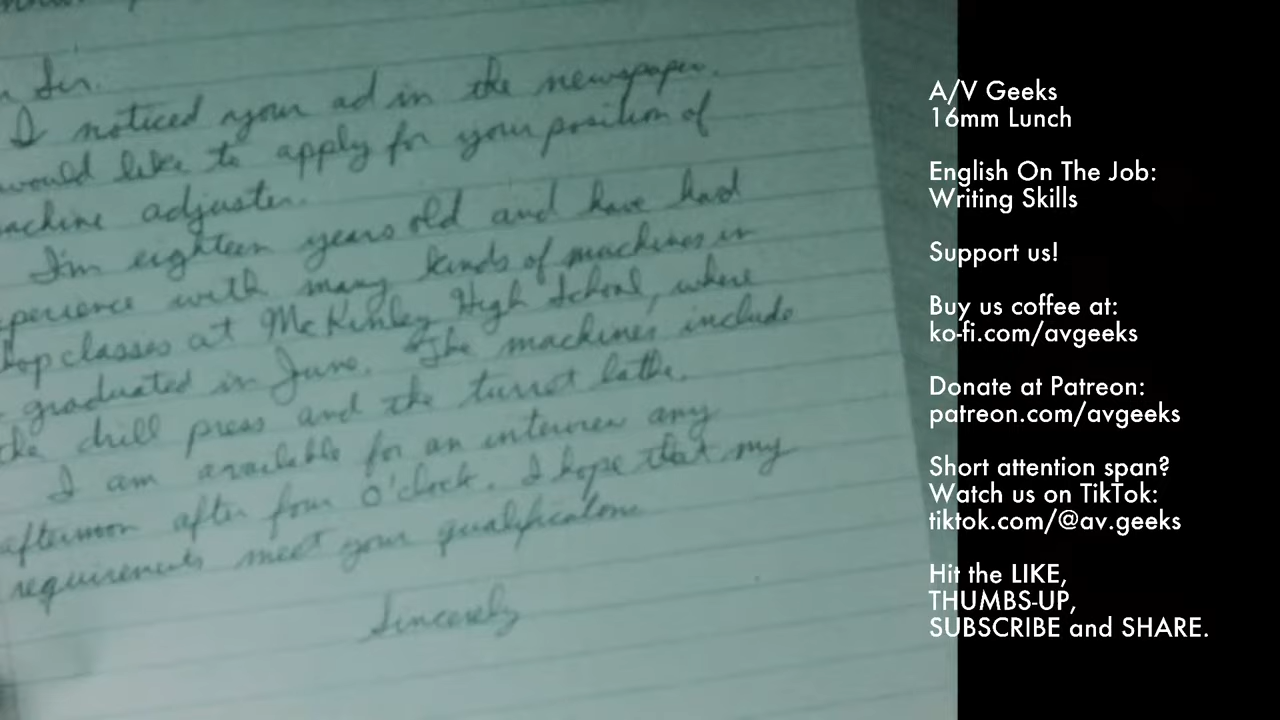 Sir.
I noticed your ad in the newspaper.
would like to apply for your position of
machine adjuster.
I'm eighteen years old and have had
perience with many kinds of machines in
hop classes at McKinley High School, where
graduated in June. The machines include
the drill press and the turret lathe.
I am available for an interview any
afternoon after four o'clock. I hope that my
requirements meet your qualifications
Sincerely
A/V Geeks
16mm Lunch
English On The Job:
Writing Skills
Support us!
Buy us coffee at:
ko-fi.com/avgeeks
Donate at Patreon:
patreon.com/avgeeks
Short attention span?
Watch us on TikTok:
tiktok.com/@av.geeks
Hit the LIKE,
THUMBS-UP,
SUBSCRIBE and SHARE.